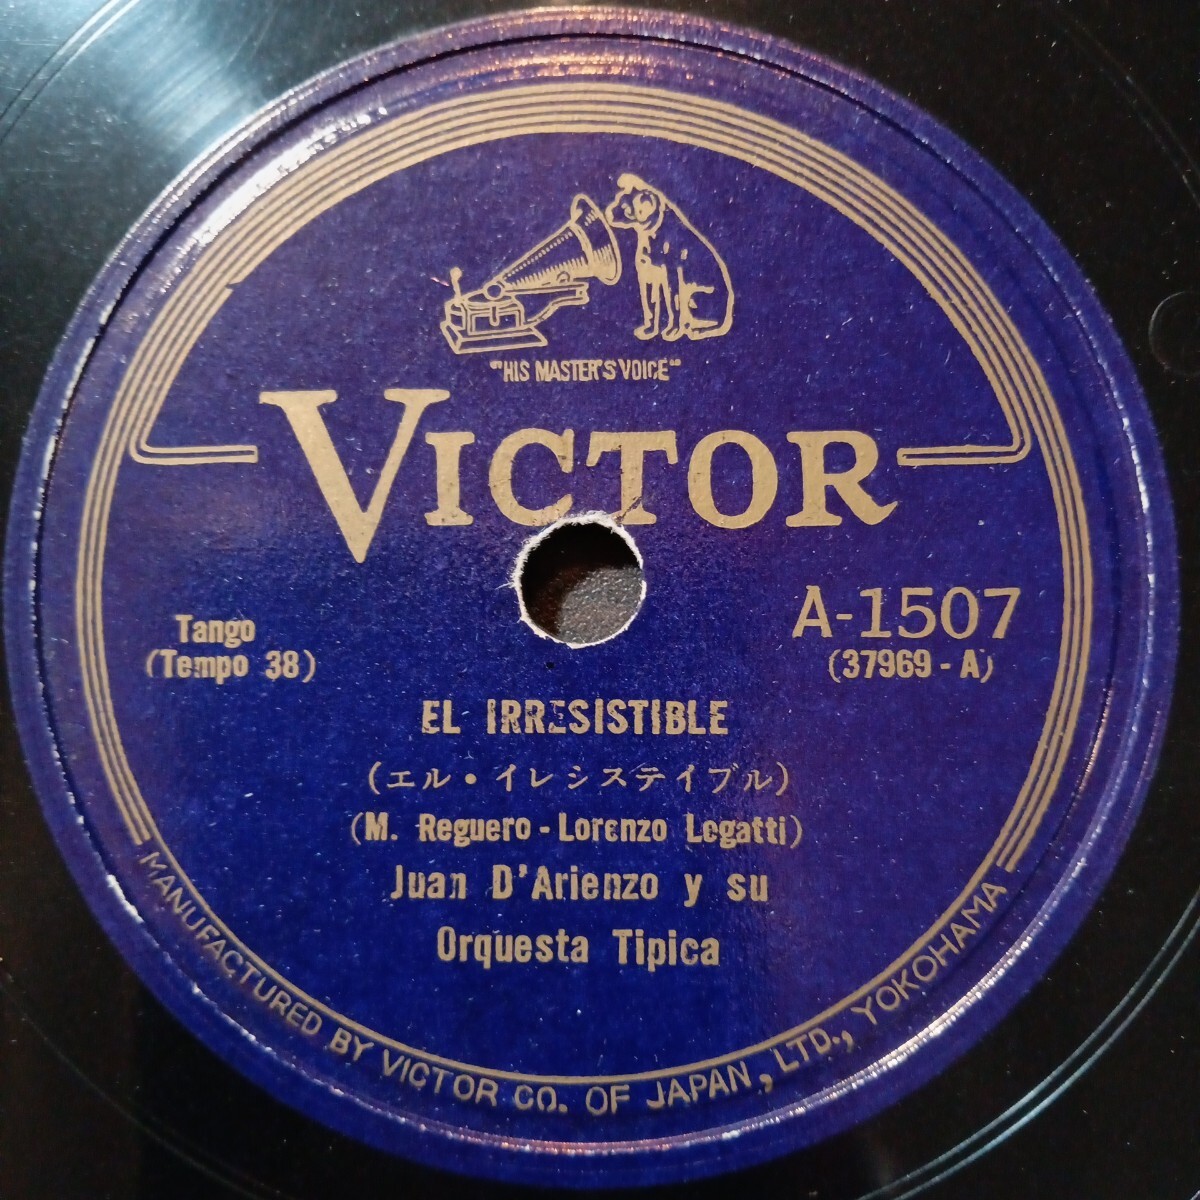 "HIS MASTER'S VOICE"
VICTOR
A-1507
(37969 - A)
Tango
(Tempo 38)
EL IRRESISTIBLE
(エル・イレシステイブル)
(M. Reguero - Lorenzo Logatti)
Juan D'Arienzo y su
Orquesta Tipica
MANUFACTURED BY VICTOR CO. OF JAPAN, LTD., YOKOHAMA